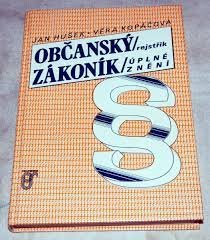 JAN HUŠEK - VĚRA KOPÁČOVÁ
OBČANSKÝ/rejstřík
ZÁKONÍK/ÚPLNÉ ZNĚNÍ
§